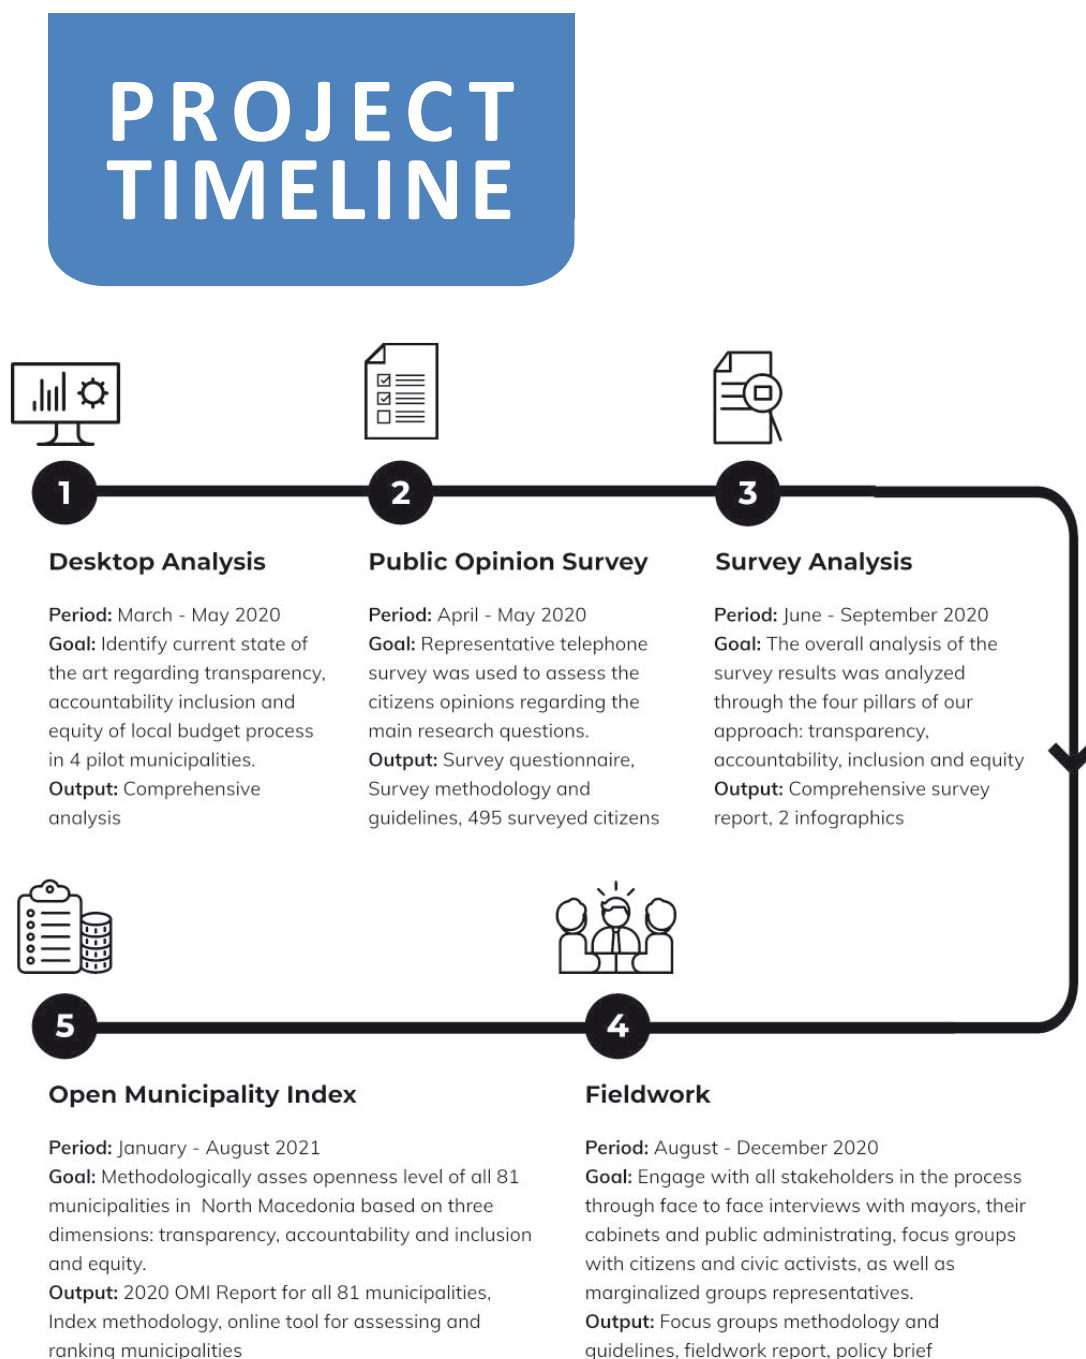 PROJECT
TIMELINE
1
Desktop Analysis
Period: March - May 2020
Goal: Identify current state of
the art regarding transparency,
accountability inclusion and
equity of local budget process
in 4 pilot municipalities.
Output: Comprehensive
analysis
2
Public Opinion Survey
Period: April - May 2020
Goal: Representative telephone
survey was used to assess the
citizens opinions regarding the
main research questions.
Output: Survey questionnaire,
Survey methodology and
guidelines, 495 surveyed citizens
3
Survey Analysis
Period: June - September 2020
Goal: The overall analysis of the
survey results was analyzed
through the four pillars of our
approach: transparency,
accountability, inclusion and equity
Output: Comprehensive survey
report, 2 infographics
4
Fieldwork
Period: August - December 2020
Goal: Engage with all stakeholders in the process
through face to face interviews with mayors, their
cabinets and public administrating, focus groups
with citizens and civic activists, as well as
marginalized groups representatives.
Output: Focus groups methodology and
guidelines, fieldwork report, policy brief
5
Open Municipality Index
Period: January - August 2021
Goal: Methodologically asses openness level of all 81
municipalities in  North Macedonia based on three
dimensions: transparency, accountability and inclusion
and equity.
Output: 2020 OMI Report for all 81 municipalities,
Index methodology, online tool for assessing and
ranking municipalities